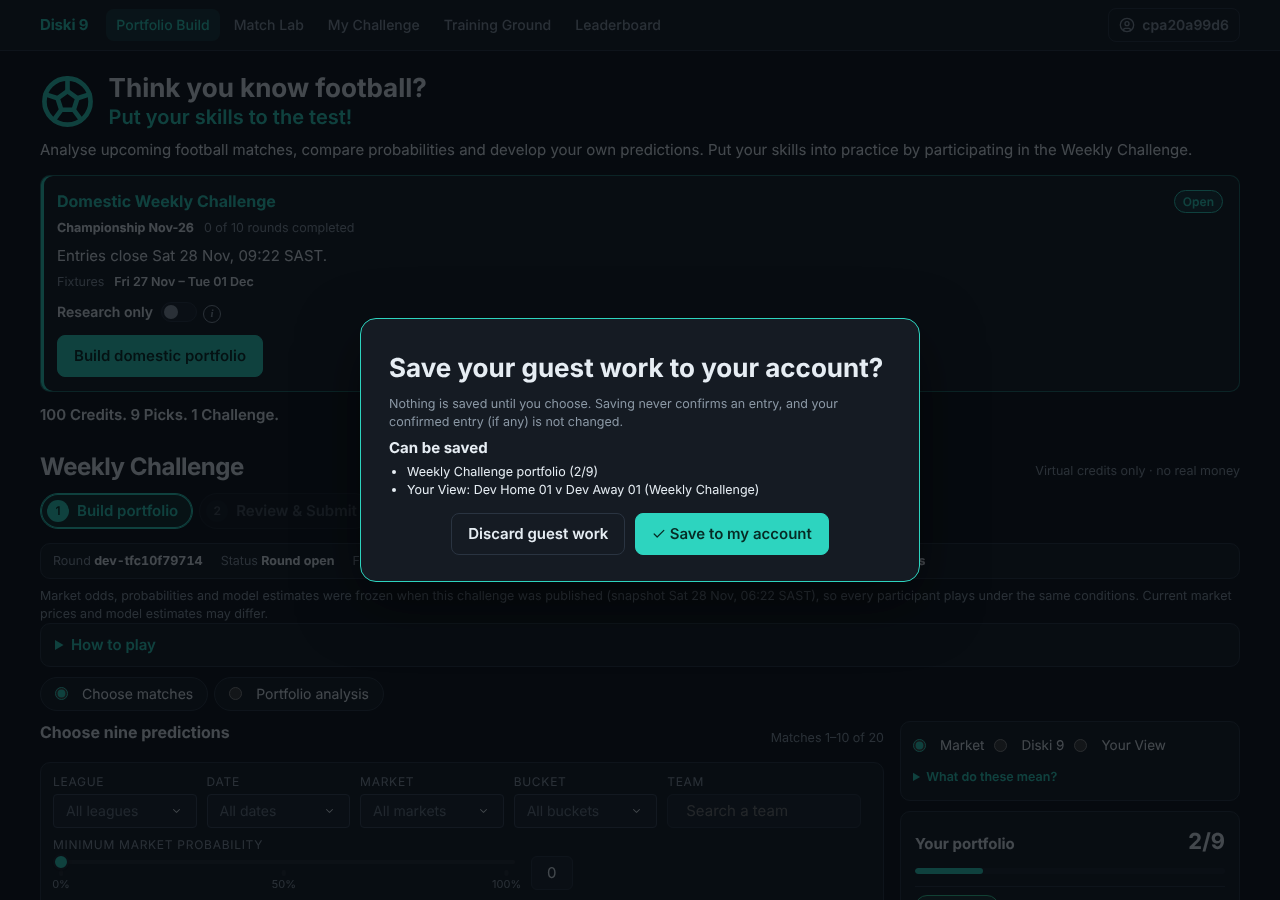 Diski 9 Portfolio Build Match Lab My Challenge Training Ground Leaderboard cpa20a99d6
Think you know football?
Put your skills to the test!
Analyse upcoming football matches, compare probabilities and develop your own predictions. Put your skills into practice by participating in the Weekly Challenge.
Domestic Weekly Challenge Open
Championship Nov-26 0 of 10 rounds completed
Entries close Sat 28 Nov, 09:22 SAST.
Fixtures Fri 27 Nov – Tue 01 Dec
Research only i
Build domestic portfolio
100 Credits. 9 Picks. 1 Challenge.
Save your guest work to your account?
Nothing is saved until you choose. Saving never confirms an entry, and your
confirmed entry (if any) is not changed.
Can be saved
• Weekly Challenge portfolio (2/9)
• Your View: Dev Home 01 v Dev Away 01 (Weekly Challenge)
Discard guest work ✓ Save to my account
Weekly Challenge Virtual credits only · no real money
1 Build portfolio 2 Review & Submit
Round dev-tfc10f79714 Status Round open
Market odds, probabilities and model estimates were frozen when this challenge was published (snapshot Sat 28 Nov, 06:22 SAST), so every participant plays under the same conditions. Current market
prices and model estimates may differ.
How to play
Choose matches Portfolio analysis
Choose nine predictions Matches 1–10 of 20
LEAGUE DATE MARKET BUCKET TEAM
All leagues All dates All markets All buckets Search a team
MINIMUM MARKET PROBABILITY
0% 50% 100% 0
Market Diski 9 Your View
What do these mean?
Your portfolio 2/9